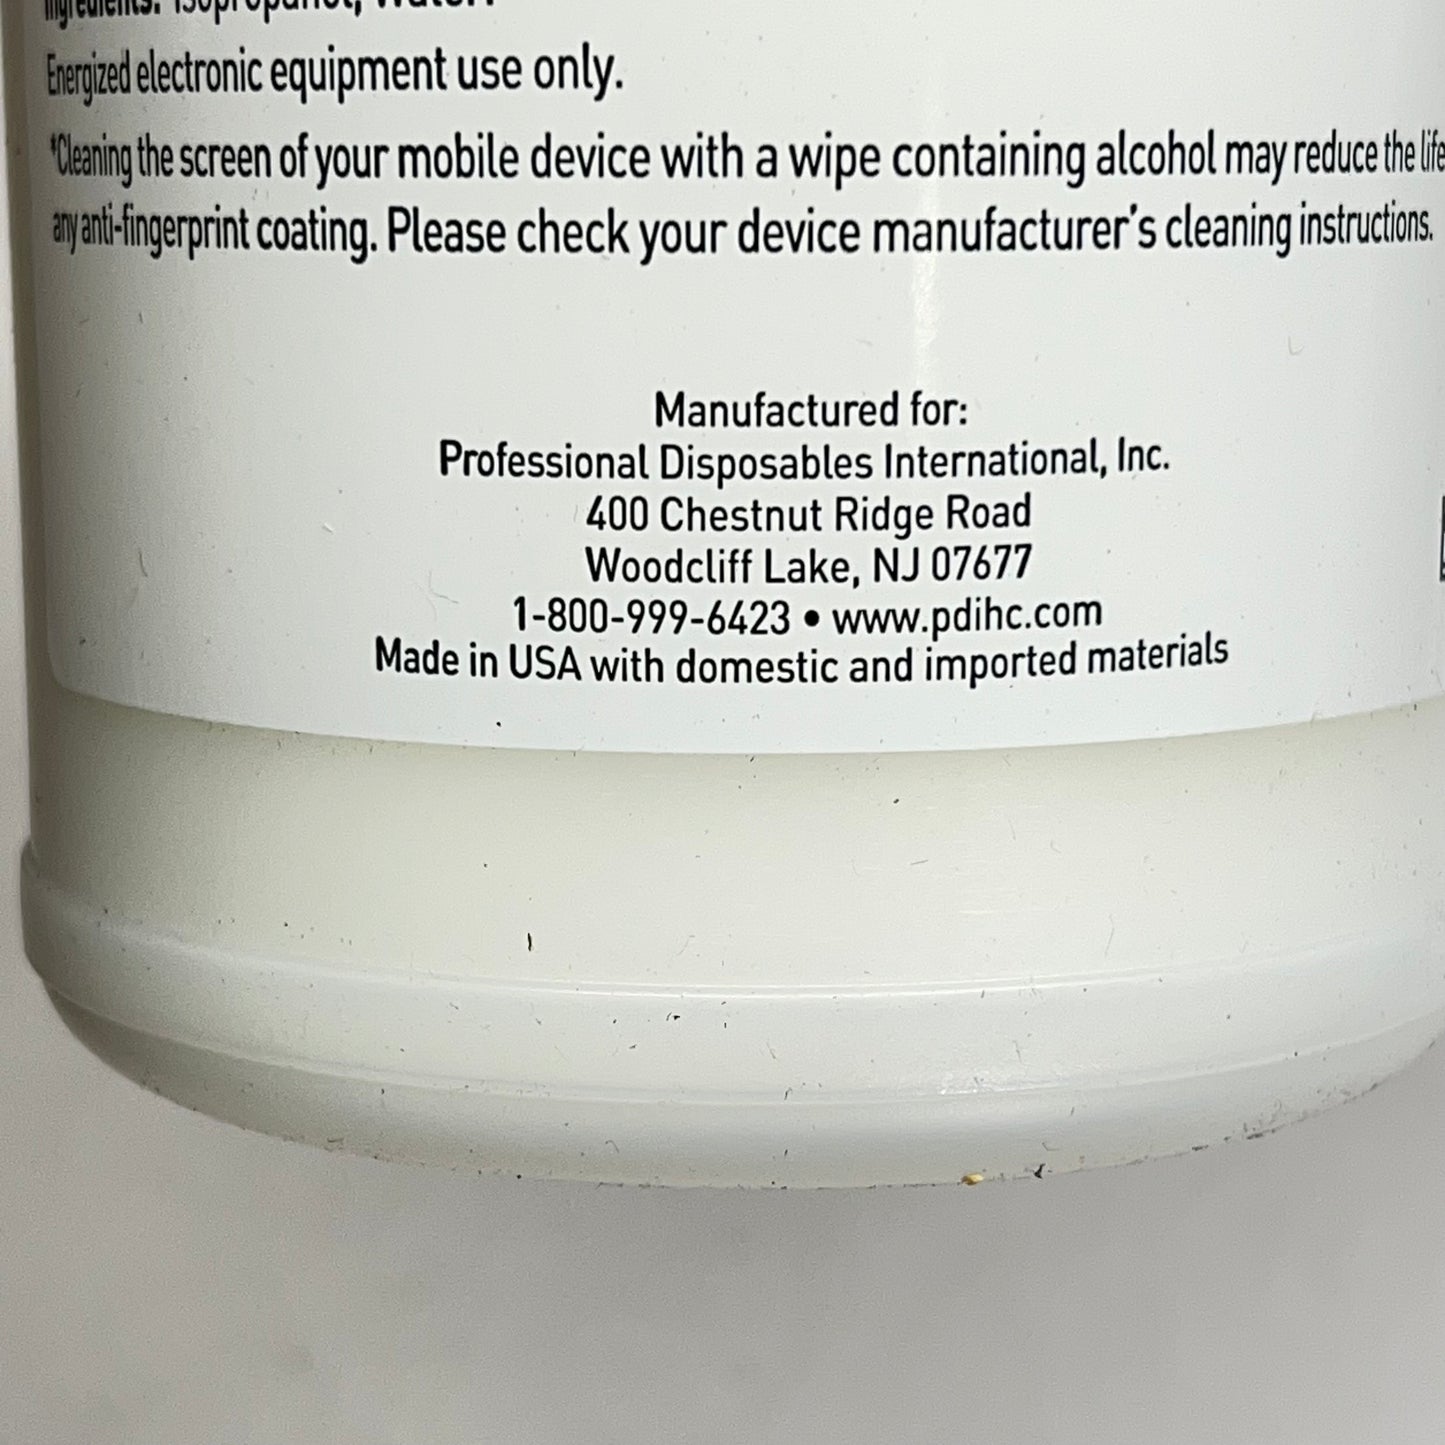 Ingredients: Isopropanol, Water.
Energized electronic equipment use only.
*Cleaning the screen of your mobile device with a wipe containing alcohol may reduce the life
any anti-fingerprint coating. Please check your device manufacturer's cleaning instructions.
Manufactured for:
Professional Disposables International, Inc.
400 Chestnut Ridge Road
Woodcliff Lake, NJ 07677
1-800-999-6423 • www.pdihc.com
Made in USA with domestic and imported materials